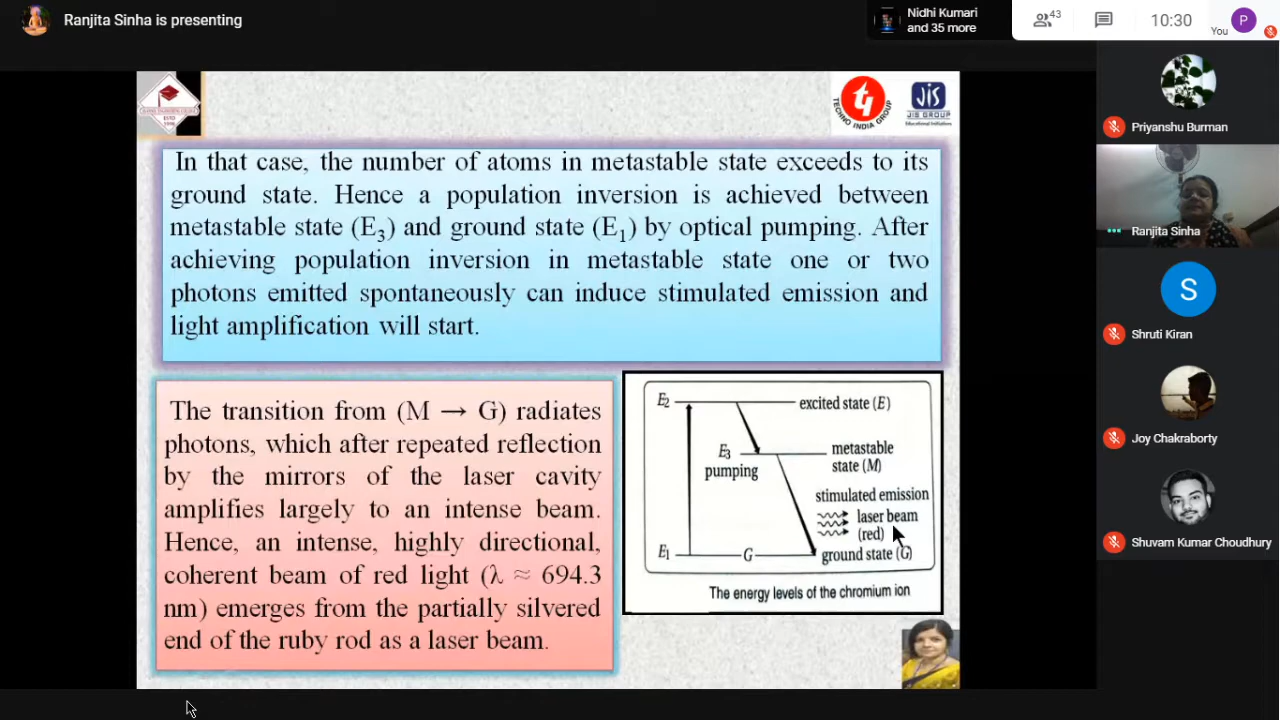 Ranjita Sinha is presenting
Nidhi Kumari
and 35 more
43
10:30
You
P
TECHNO INDIA GROUP
JIS
JIS GROUP
Educational Initiatives
In that case, the number of atoms in metastable state exceeds to its
ground state. Hence a population inversion is achieved between
metastable state (E₃) and ground state (E₁) by optical pumping. After
achieving population inversion in metastable state one or two
photons emitted spontaneously can induce stimulated emission and
light amplification will start.
The transition from (M → G) radiates
photons, which after repeated reflection
by the mirrors of the laser cavity
amplifies largely to an intense beam.
Hence, an intense, highly directional,
coherent beam of red light (λ ≈ 694.3
nm) emerges from the partially silvered
end of the ruby rod as a laser beam.
E₂
excited state (E)
E₃
pumping
metastable
state (M)
stimulated emission
laser beam
(red)
E₁
G
ground state (G)
The energy levels of the chromium ion
Priyanshu Burman
Ranjita Sinha
S
Shruti Kiran
Joy Chakraborty
Shuvam Kumar Choudhury